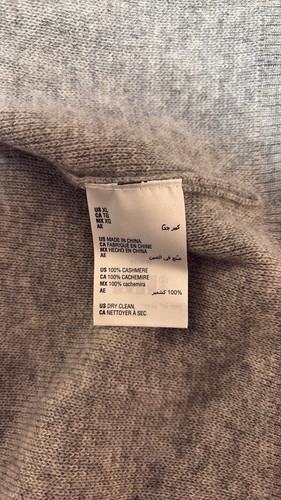 US XL
CA TG
MX XG
AE كبير جدًا
US MADE IN CHINA
CA FABRIQUÉ EN CHINE
MX HECHO EN CHINA
AE صنع في الصين
US 100% CASHMERE
CA 100% CACHEMIRE
MX 100% cachemira
AE 100% كشمير
US DRY CLEAN
CA NETTOYER À SEC